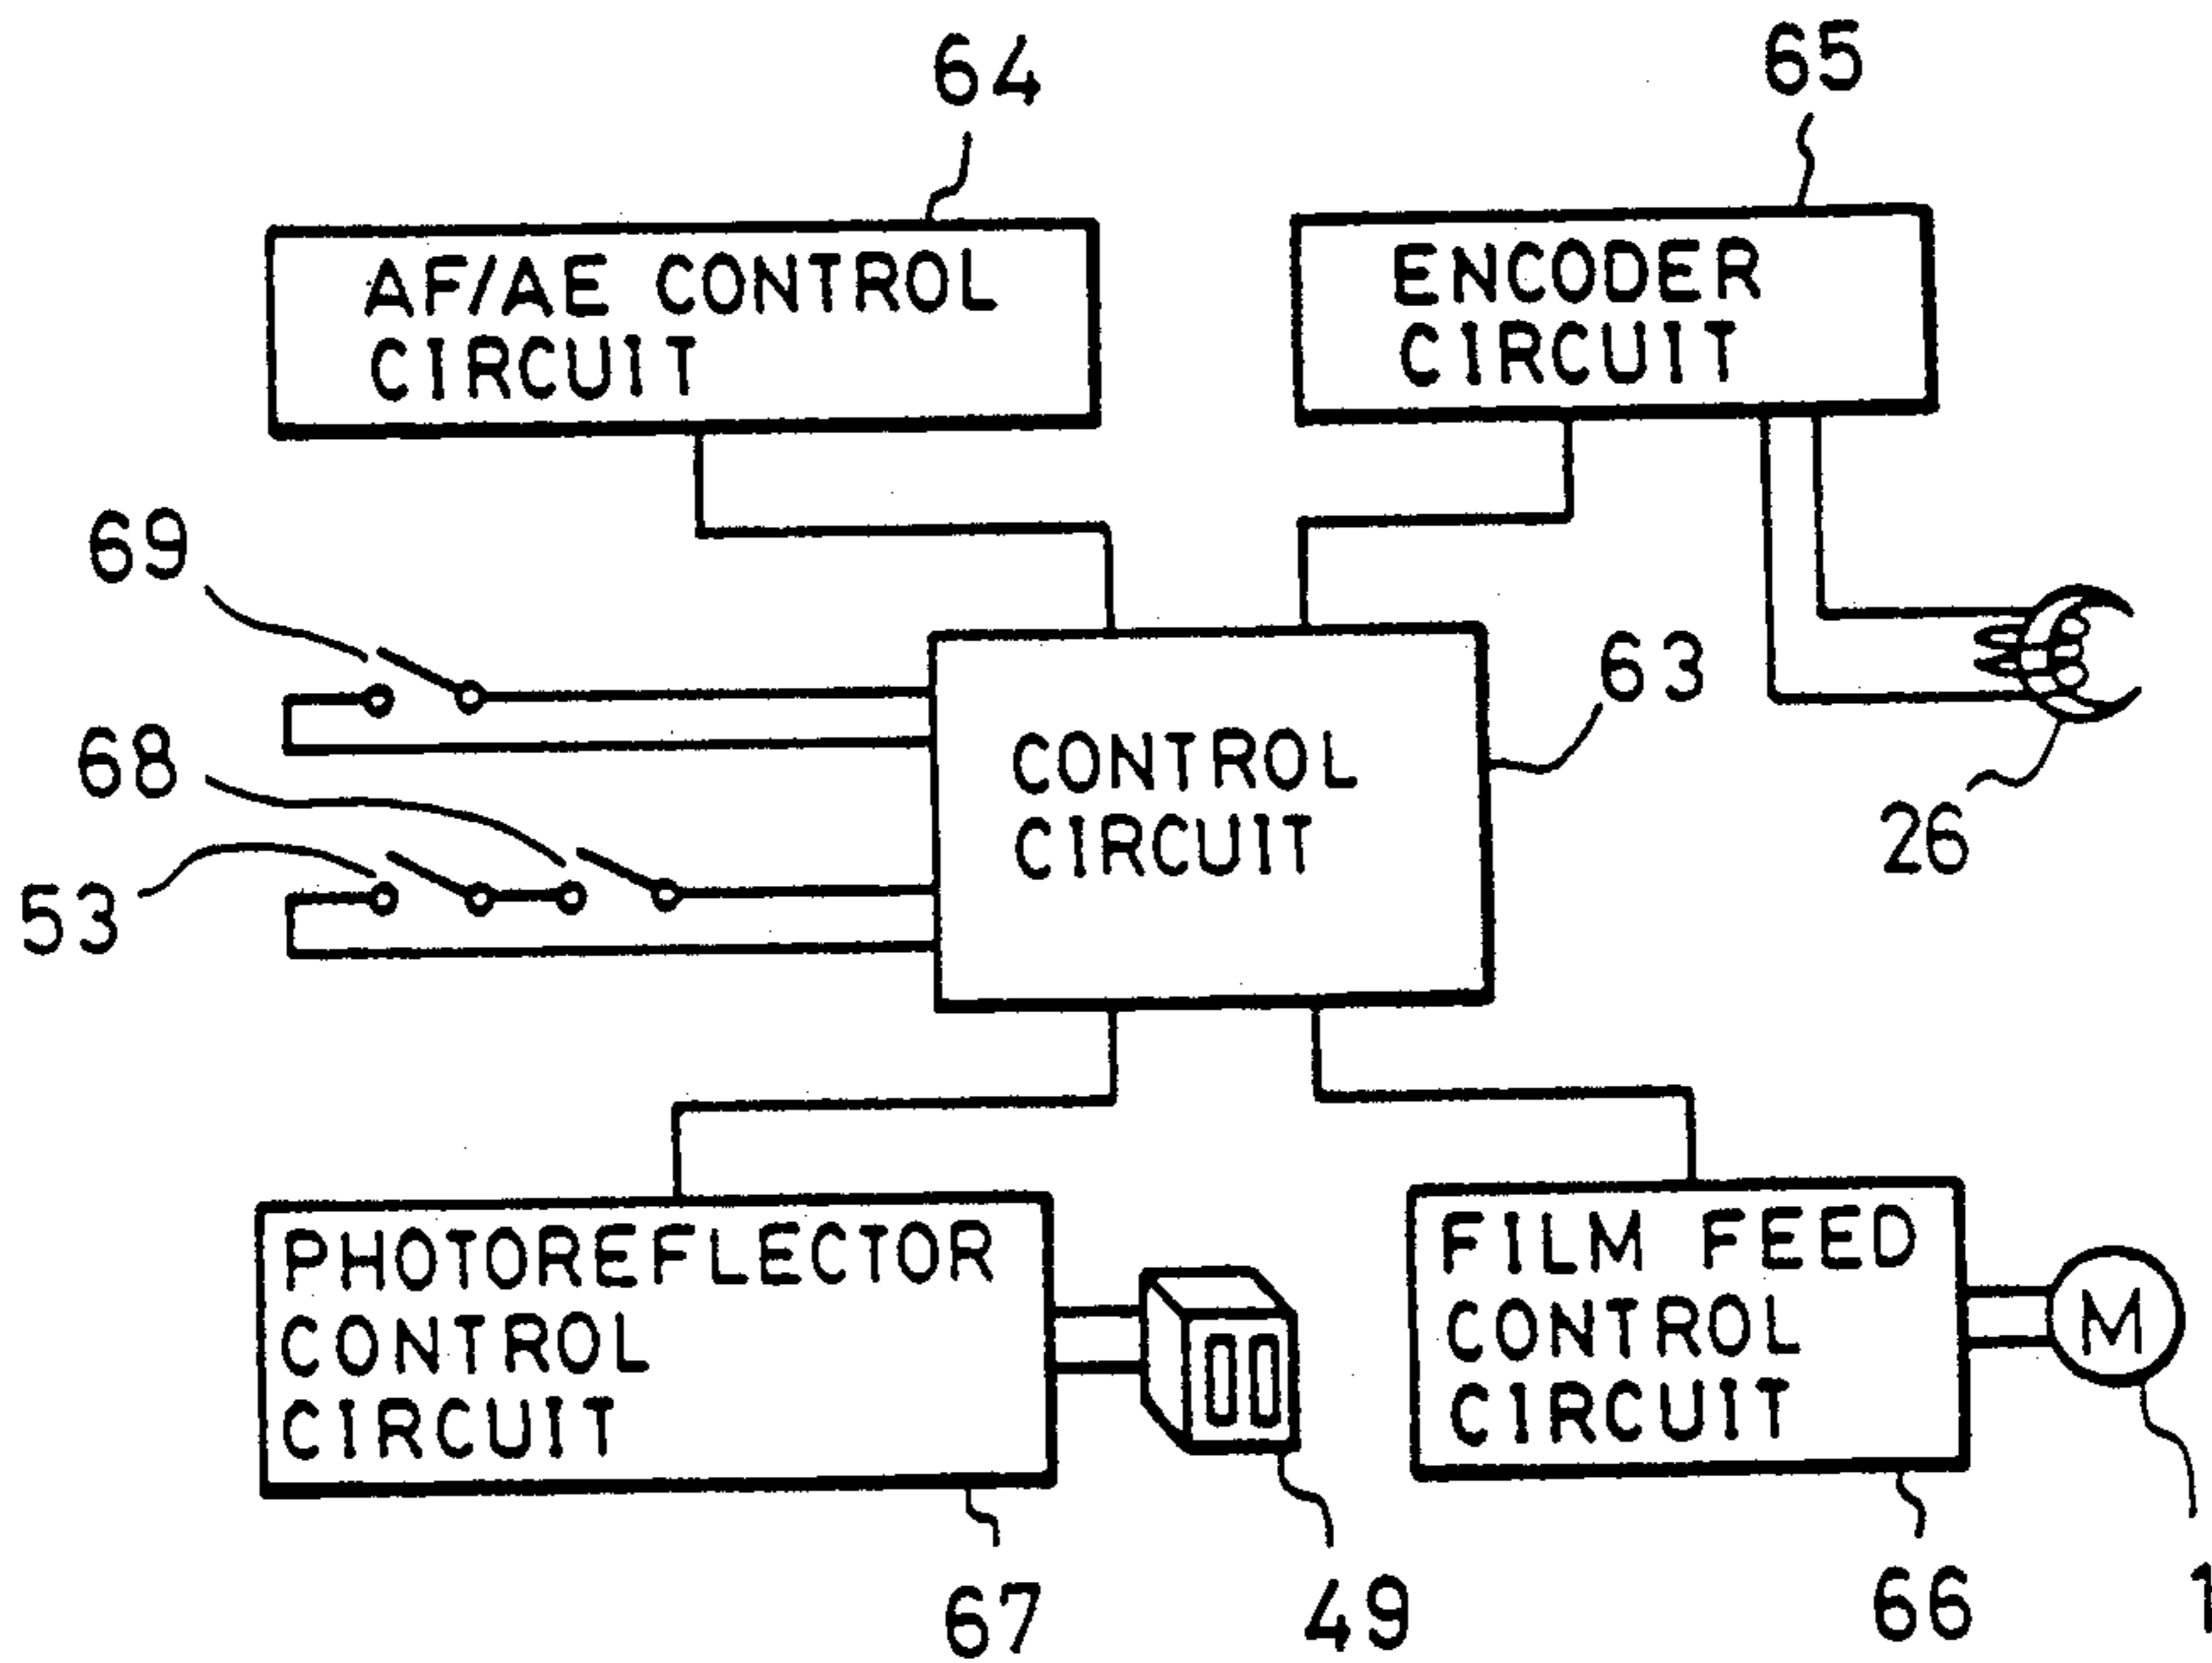 64
65
AF/AE CONTROL
CIRCUIT
ENCODER
CIRCUIT
69
63
68
CONTROL
CIRCUIT
26
53
PHOTOREFLECTOR
CONTROL
CIRCUIT
FILM FEED
CONTROL
CIRCUIT
M
67
49
66